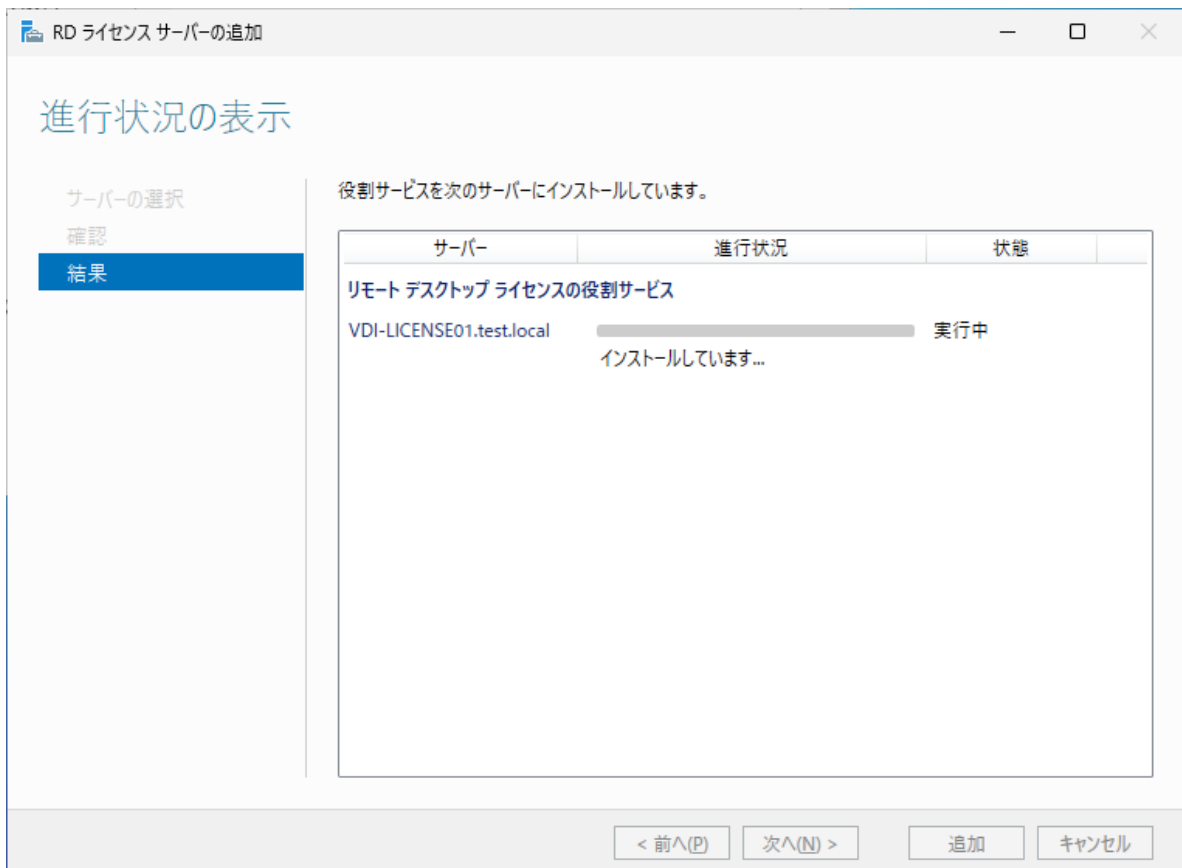 RD ライセンス サーバーの追加
進行状況の表示
サーバーの選択
確認
結果
役割サービスを次のサーバーにインストールしています。
サーバー 進行状況 状態
リモート デスクトップ ライセンスの役割サービス
VDI-LICENSE01.test.local 実行中
インストールしています...
< 前へ(P) 次へ(N) > 追加 キャンセル